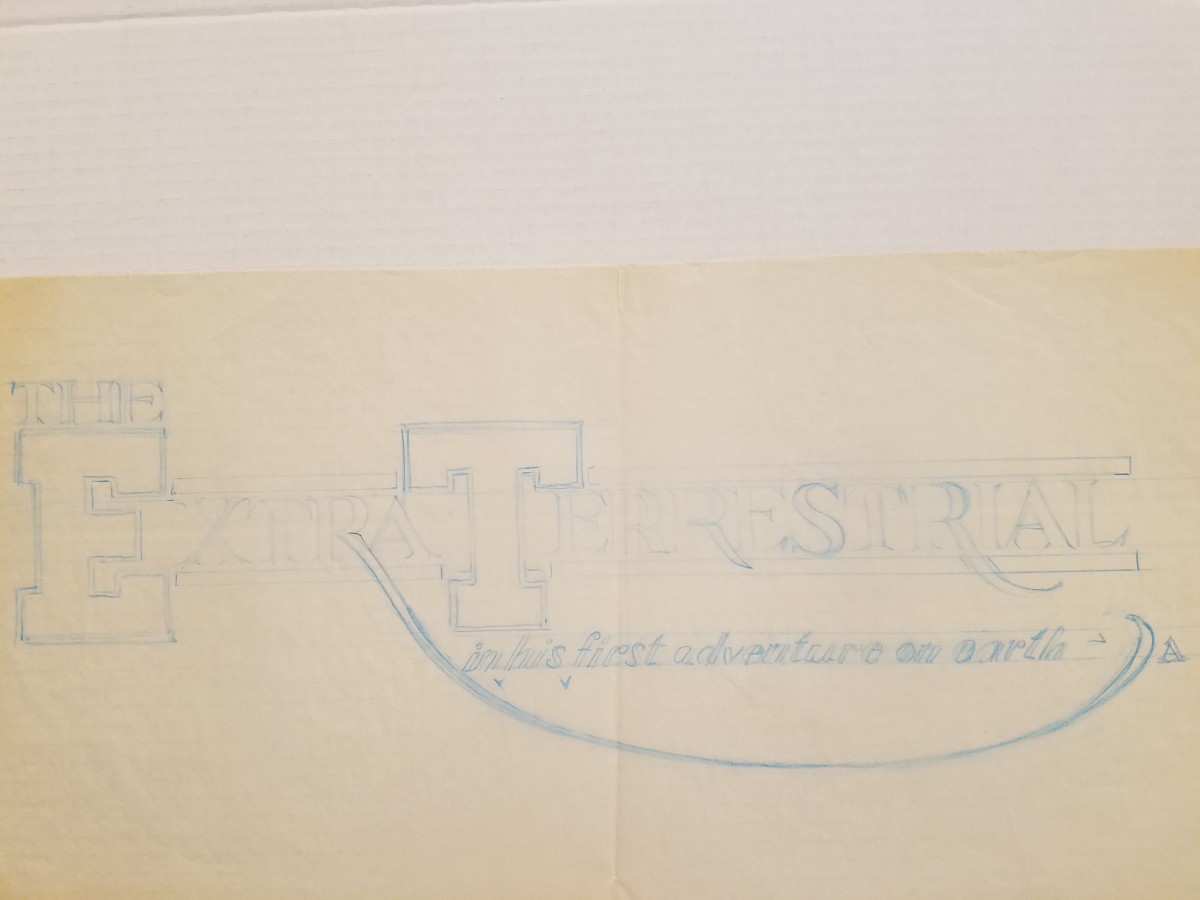 THE
EXTRA TERRESTRIAL
in his first adventure on earth
A